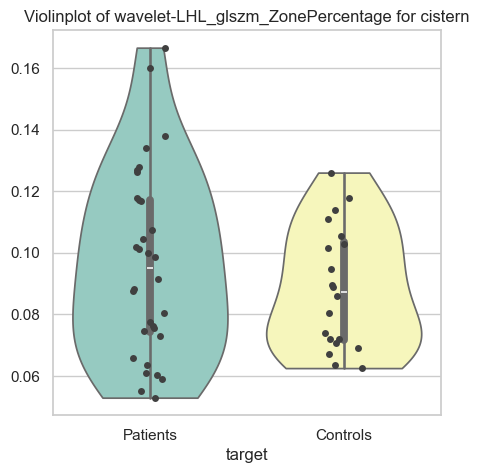 Violinplot of wavelet-LHL_glszm_ZonePercentage for cistern
0.16
0.14
0.12
0.10
0.08
0.06
Patients
Controls
target